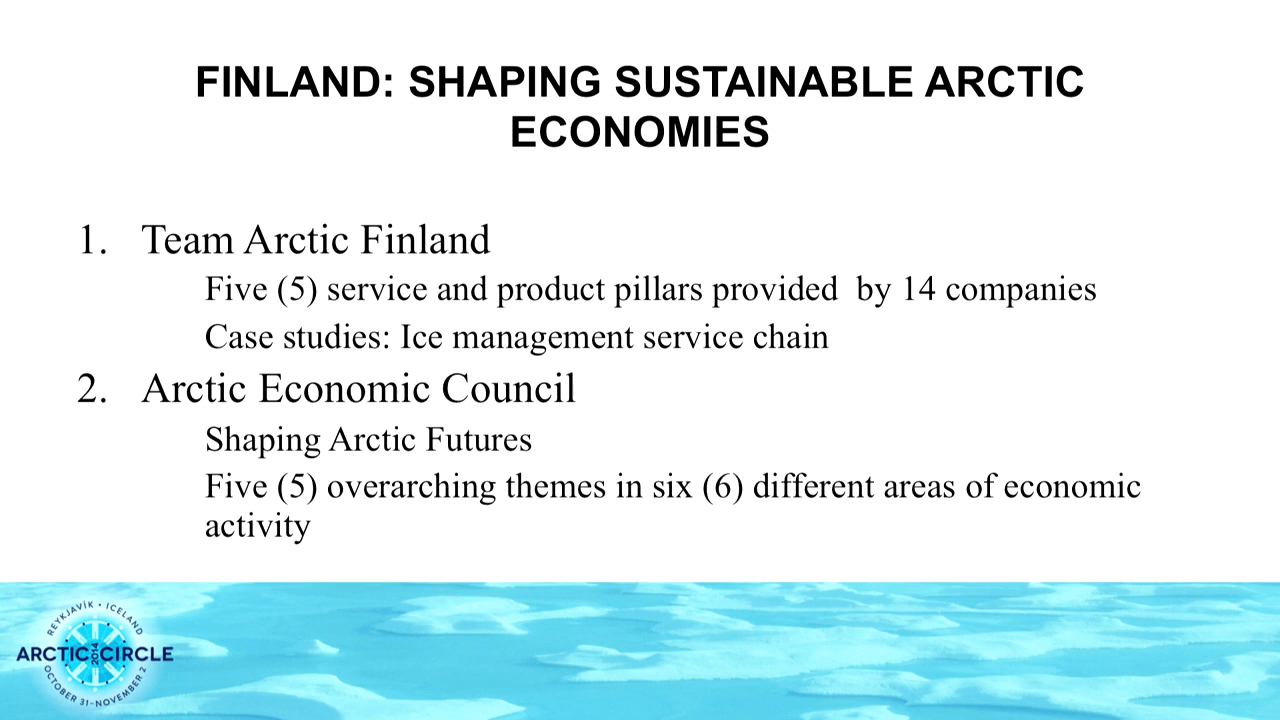 FINLAND: SHAPING SUSTAINABLE ARCTIC
ECONOMIES
1. Team Arctic Finland
Five (5) service and product pillars provided  by 14 companies
Case studies: Ice management service chain
2. Arctic Economic Council
Shaping Arctic Futures
Five (5) overarching themes in six (6) different areas of economic
activity
REYKJAVÍK • ICELAND
ARCTIC 2014 CIRCLE
OCTOBER 31–NOVEMBER 2